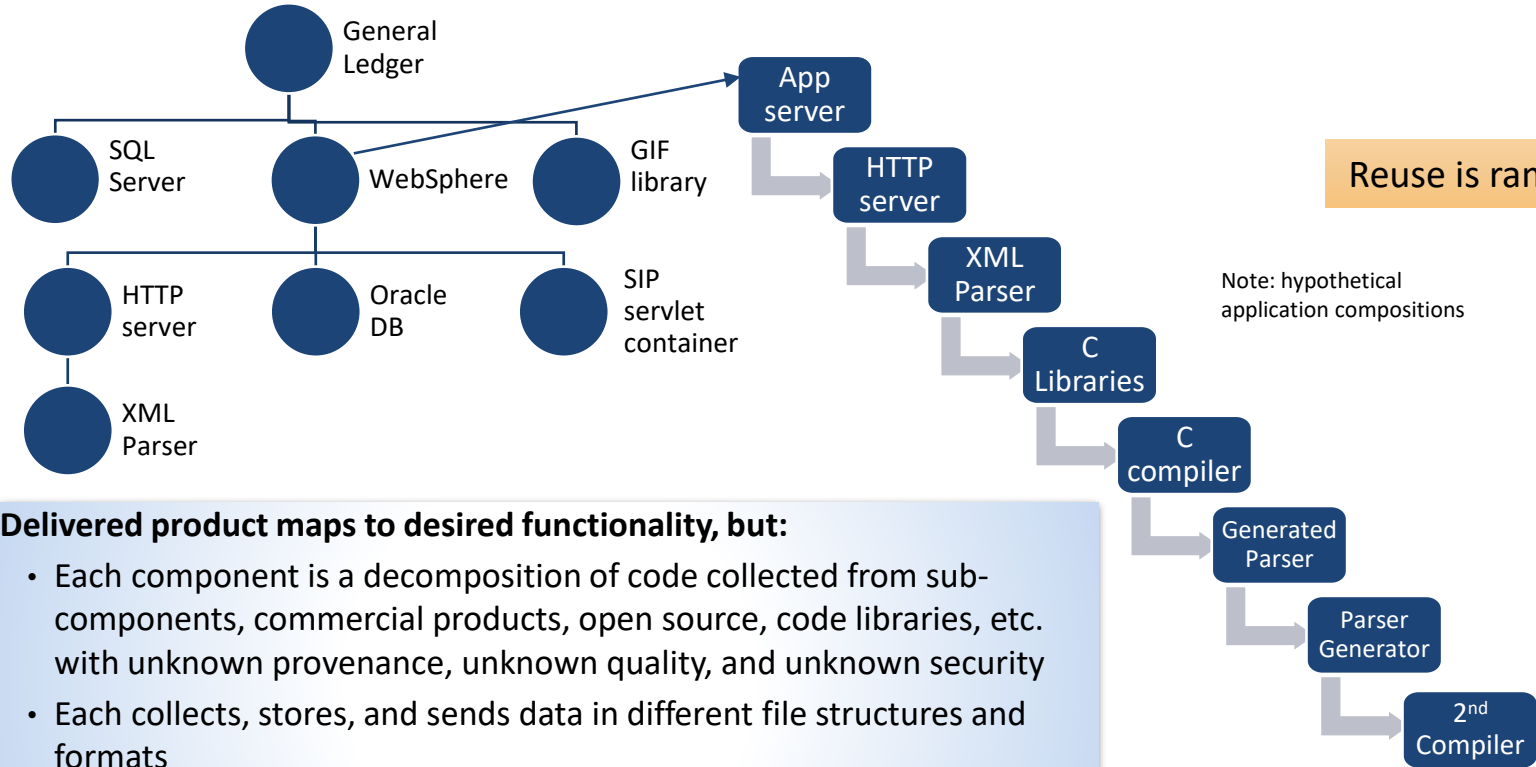 General
Ledger
SQL
Server
WebSphere
GIF
library
HTTP
server
Oracle
DB
SIP
servlet
container
XML
Parser
App
server
HTTP
server
XML
Parser
C
Libraries
C
compiler
Generated
Parser
Parser
Generator
2nd
Compiler
Reuse is
Note: hypothetical
application compositions
Delivered product maps to desired functionality, but:
• Each component is a decomposition of code collected from sub-
components, commercial products, open source, code libraries, etc.
with unknown provenance, unknown quality, and unknown security
• Each collects, stores, and sends data in different file structures and
formats